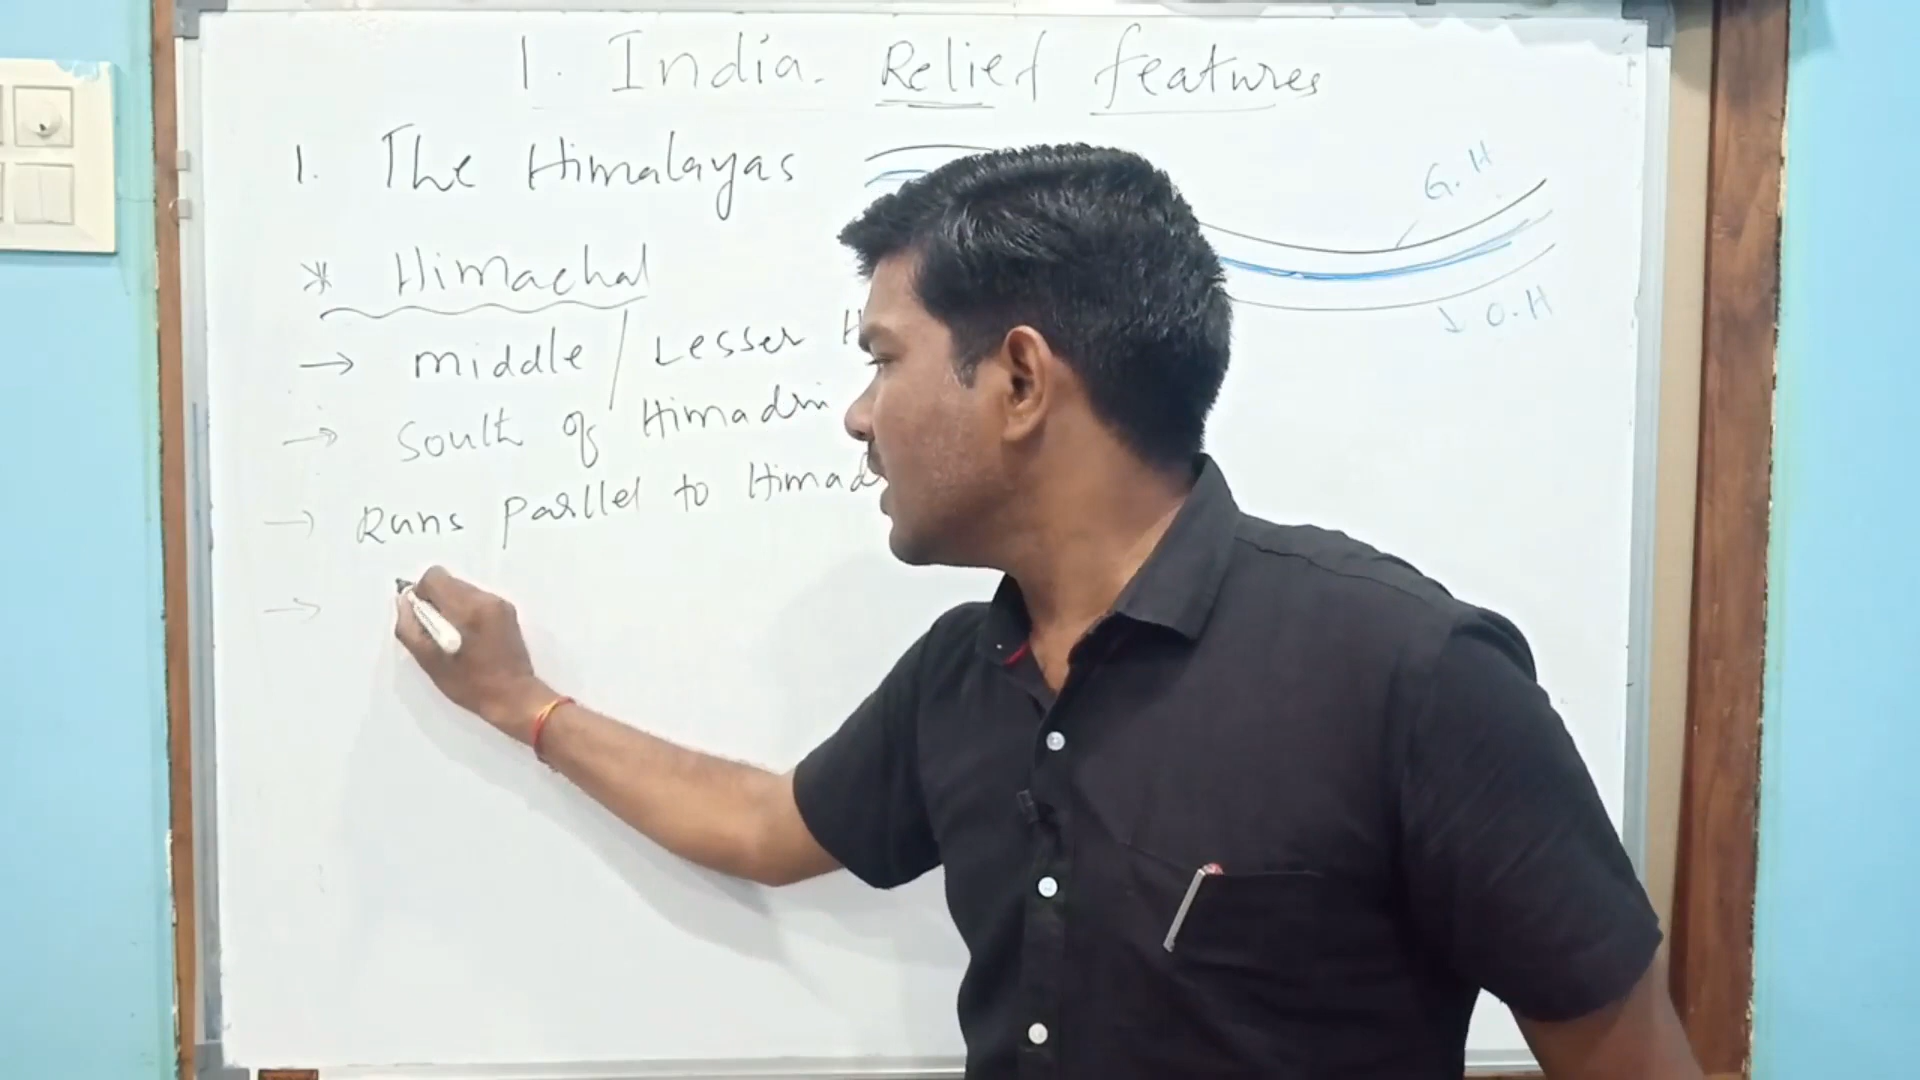 1. India. Relief features
1. The Himalayas
G. H
* Himachal
O. H
→ middle / Lesser H
→ South of Himadri
→ Runs parllel to Himad
→